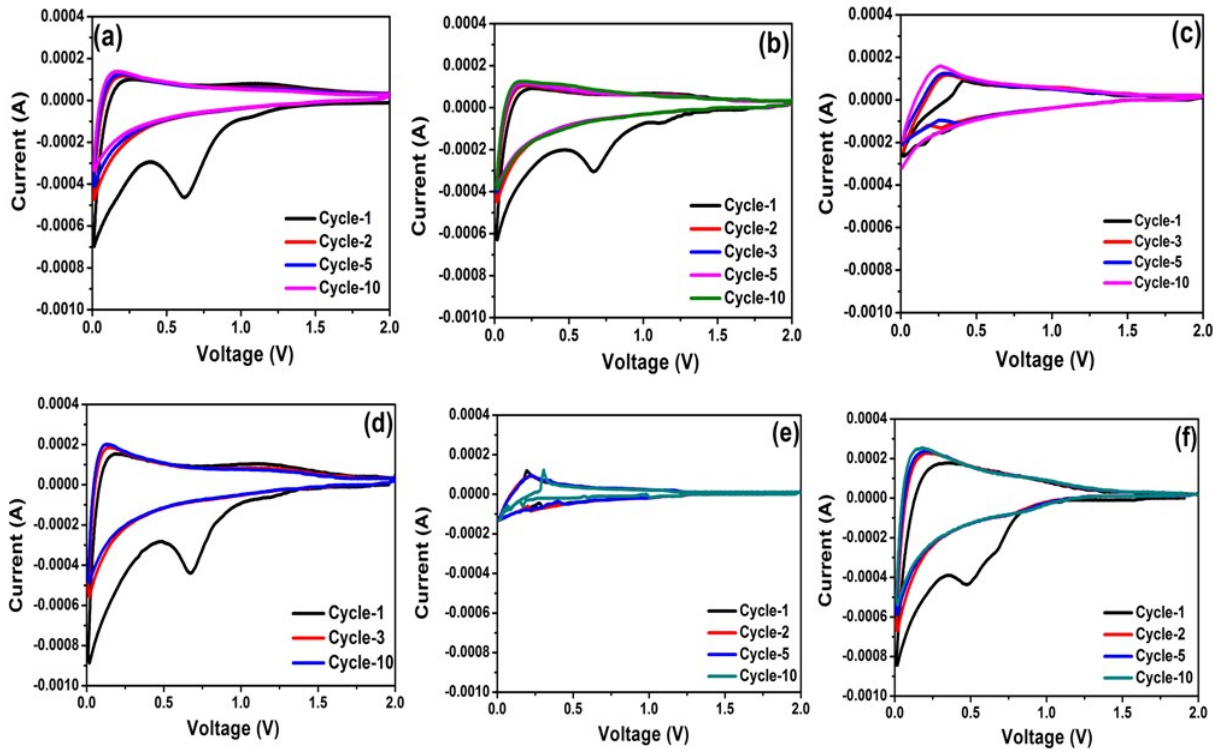 (a)
0.0004
0.0002
0.0000
-0.0002
-0.0004
-0.0006
-0.0008
-0.0010
Current (A)
Cycle-1
Cycle-2
Cycle-5
Cycle-10
0.0 0.5 1.0 1.5 2.0
Voltage (V)
(b)
0.0004
0.0002
0.0000
-0.0002
-0.0004
-0.0006
-0.0008
-0.0010
Current (A)
Cycle-1
Cycle-2
Cycle-3
Cycle-5
Cycle-10
0.0 0.5 1.0 1.5 2.0
Voltage (V)
(c)
0.0004
0.0002
0.0000
-0.0002
-0.0004
-0.0006
-0.0008
-0.0010
Current (A)
Cycle-1
Cycle-3
Cycle-5
Cycle-10
0.0 0.5 1.0 1.5 2.0
Voltage (V)
(d)
0.0004
0.0002
0.0000
-0.0002
-0.0004
-0.0006
-0.0008
-0.0010
Current (A)
Cycle-1
Cycle-3
Cycle-10
0.0 0.5 1.0 1.5 2.0
Voltage (V)
(e)
0.0004
0.0002
0.0000
-0.0002
-0.0004
-0.0006
-0.0008
-0.0010
Current (A)
Cycle-1
Cycle-2
Cycle-5
Cycle-10
0.0 0.5 1.0 1.5 2.0
Voltage (V)
(f)
0.0004
0.0002
0.0000
-0.0002
-0.0004
-0.0006
-0.0008
-0.0010
Current (A)
Cycle-1
Cycle-2
Cycle-5
Cycle-10
0.0 0.5 1.0 1.5 2.0
Voltage (V)